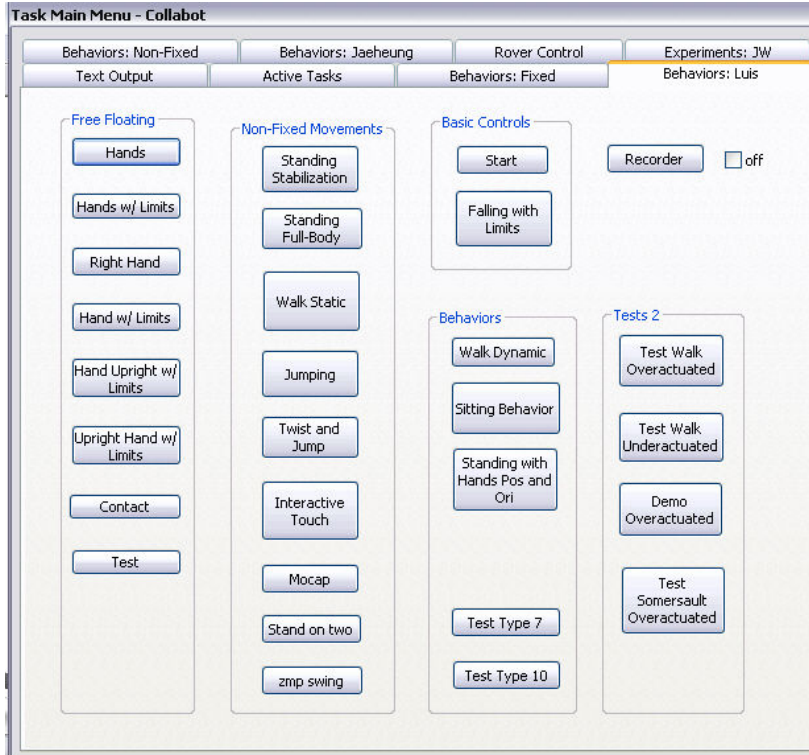 Task Main Menu - Collabot
Behaviors: Non-Fixed
Behaviors: Jaeheung
Rover Control
Experiments: JW
Text Output
Active Tasks
Behaviors: Fixed
Behaviors: Luis
Free Floating
Hands
Hands w/ Limits
Right Hand
Hand w/ Limits
Hand Upright w/
Limits
Upright Hand w/
Limits
Contact
Test
Non-Fixed Movements
Standing
Stabilization
Standing
Full-Body
Walk Static
Jumping
Twist and
Jump
Interactive
Touch
Mocap
Stand on two
zmp swing
Basic Controls
Start
Falling with
Limits
Recorder
off
Behaviors
Walk Dynamic
Sitting Behavior
Standing with
Hands Pos and
Ori
Test Type 7
Test Type 10
Tests 2
Test Walk
Overactuated
Test Walk
Underactuated
Demo
Overactuated
Test
Somersault
Overactuated